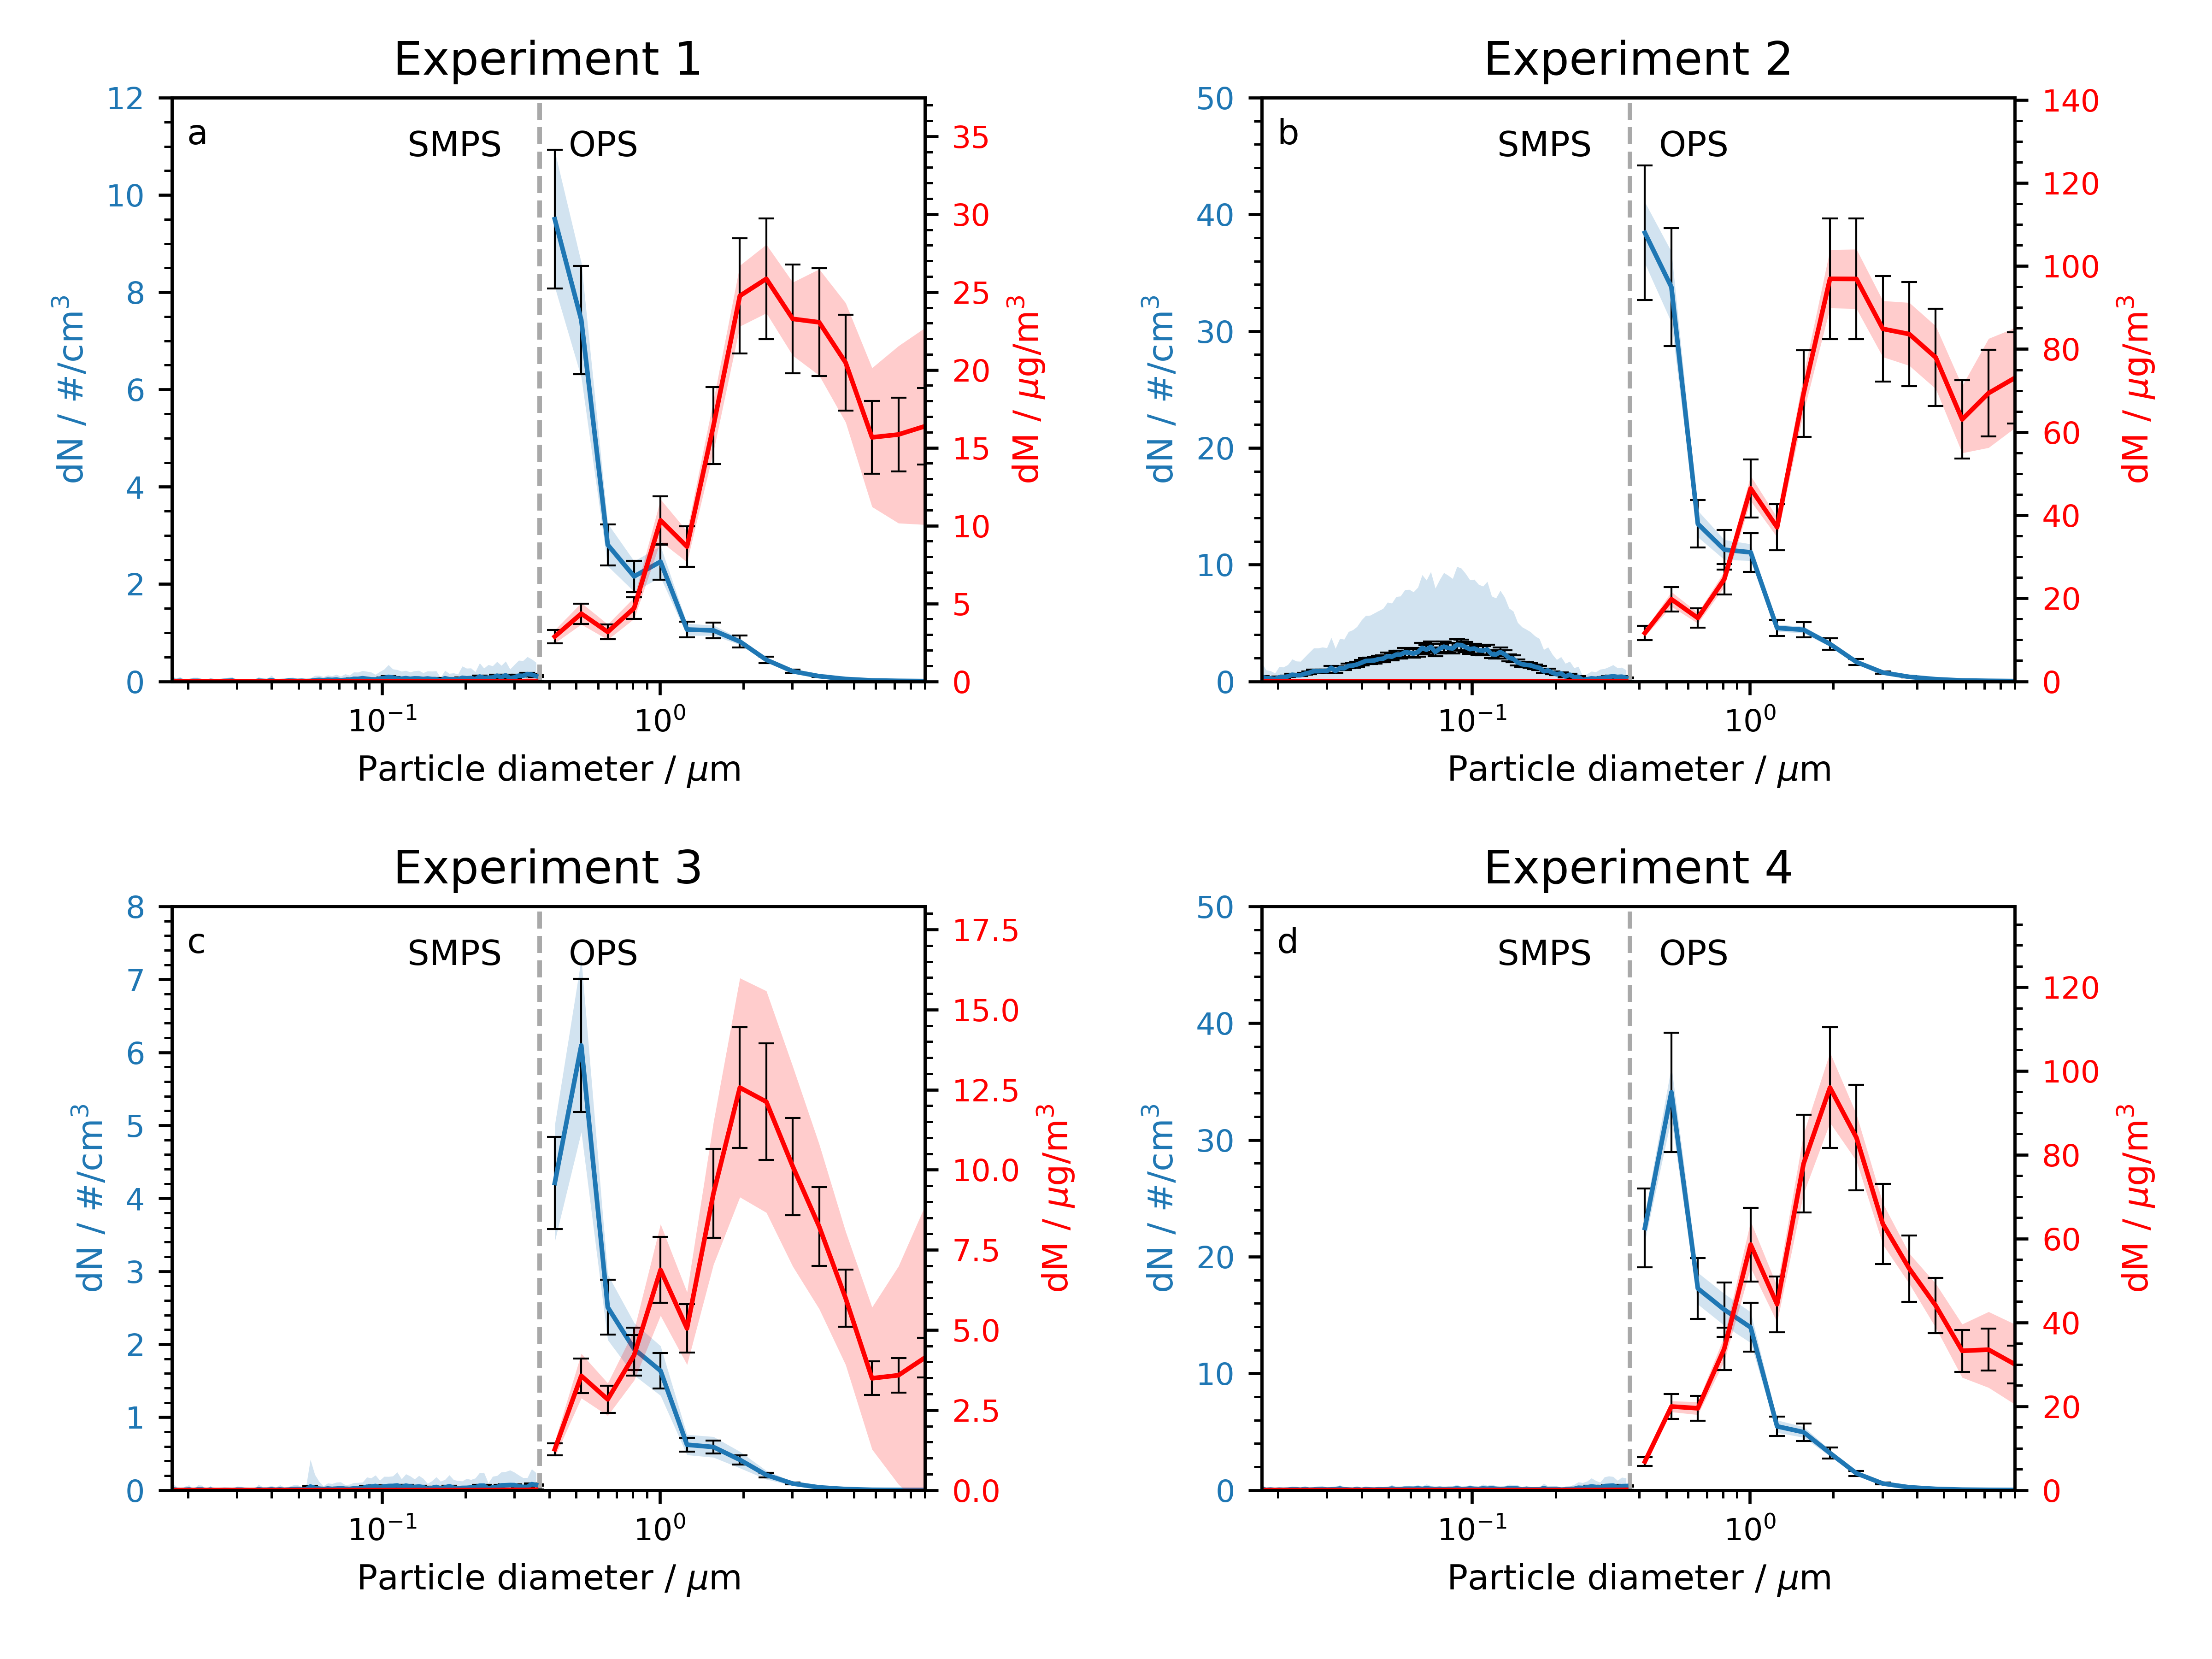 Experiment 1
12
10
8
6
4
2
0
dN / #/cm³
a
SMPS
OPS
35
30
25
20
15
10
5
0
dM / µg/m³
10⁻¹
10⁰
Particle diameter / µm
Experiment 2
50
40
30
20
10
0
dN / #/cm³
b
SMPS
OPS
140
120
100
80
60
40
20
0
dM / µg/m³
10⁻¹
10⁰
Particle diameter / µm
Experiment 3
8
7
6
5
4
3
2
1
0
dN / #/cm³
c
SMPS
OPS
17.5
15.0
12.5
10.0
7.5
5.0
2.5
0.0
dM / µg/m³
10⁻¹
10⁰
Particle diameter / µm
Experiment 4
50
40
30
20
10
0
dN / #/cm³
d
SMPS
OPS
120
100
80
60
40
20
0
dM / µg/m³
10⁻¹
10⁰
Particle diameter / µm